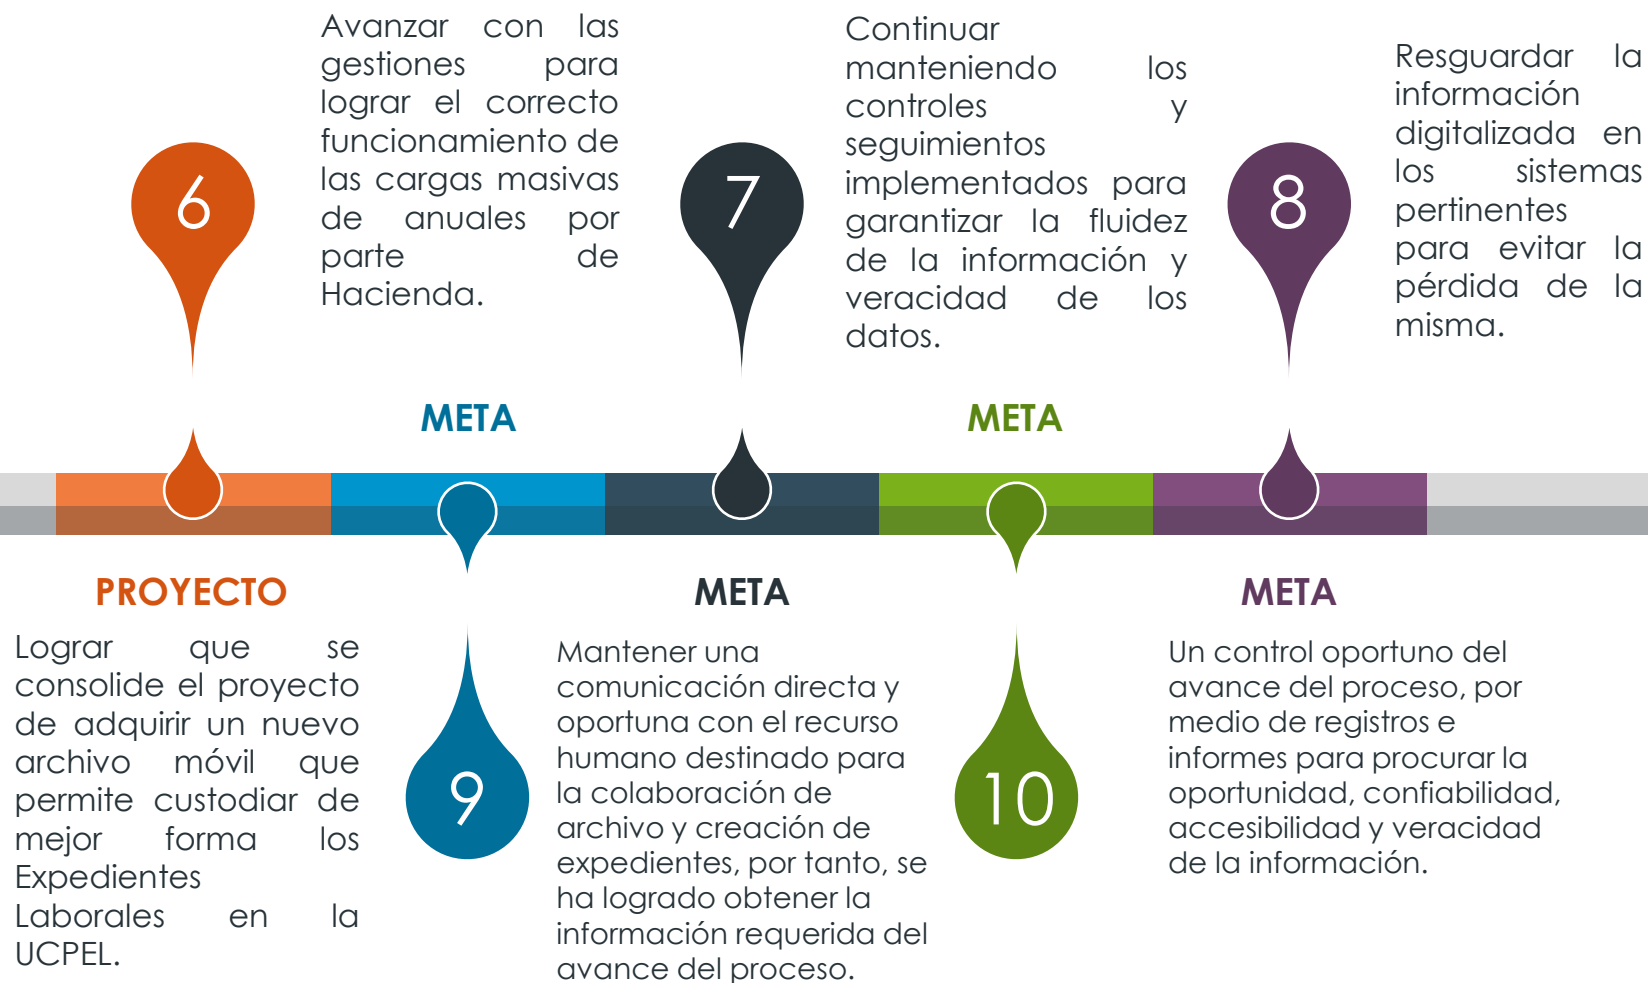 6
Avanzar con las
gestiones para
lograr el correcto
funcionamiento de
las cargas masivas
de anuales por
parte de
Hacienda.
7
Continuar
manteniendo los
controles y
seguimientos
implementados para
garantizar la fluidez
de la información y
veracidad de los
datos.
8
Resguardar la
información
digitalizada en
los sistemas
pertinentes
para evitar la
pérdida de la
misma.
META
META
PROYECTO
Lograr que se
consolide el proyecto
de adquirir un nuevo
archivo móvil que
permite custodiar de
mejor forma los
Expedientes
Laborales en la
UCPEL.
9
META
Mantener una
comunicación directa y
oportuna con el recurso
humano destinado para
la colaboración de
archivo y creación de
expedientes, por tanto, se
ha logrado obtener la
información requerida del
avance del proceso.
10
META
Un control oportuno del
avance del proceso, por
medio de registros e
informes para procurar la
oportunidad, confiabilidad,
accesibilidad y veracidad
de la información.